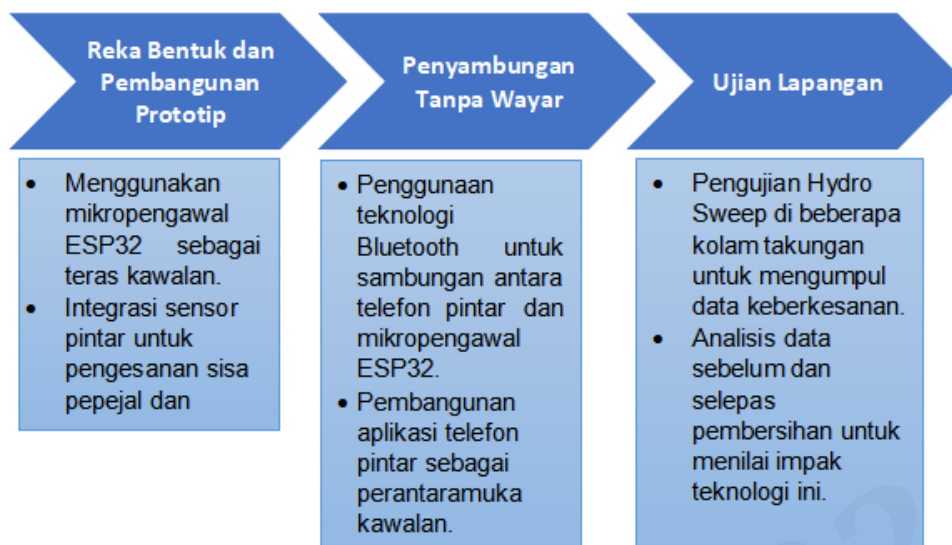 Reka Bentuk dan
Pembangunan
Prototip
• Menggunakan
mikropengawal
ESP32 sebagai
teras kawalan.
• Integrasi sensor
pintar untuk
pengesanan sisa
pepejal dan
Penyambungan
Tanpa Wayar
• Penggunaan
teknologi
Bluetooth untuk
sambungan antara
telefon pintar dan
mikropengawal
ESP32.
• Pembangunan
aplikasi telefon
pintar sebagai
perantaramuka
kawalan.
Ujian Lapangan
• Pengujian Hydro
Sweep di beberapa
kolam takungan
untuk mengumpul
data keberkesanan.
• Analisis data
sebelum dan
selepas
pembersihan untuk
menilai impak
teknologi ini.